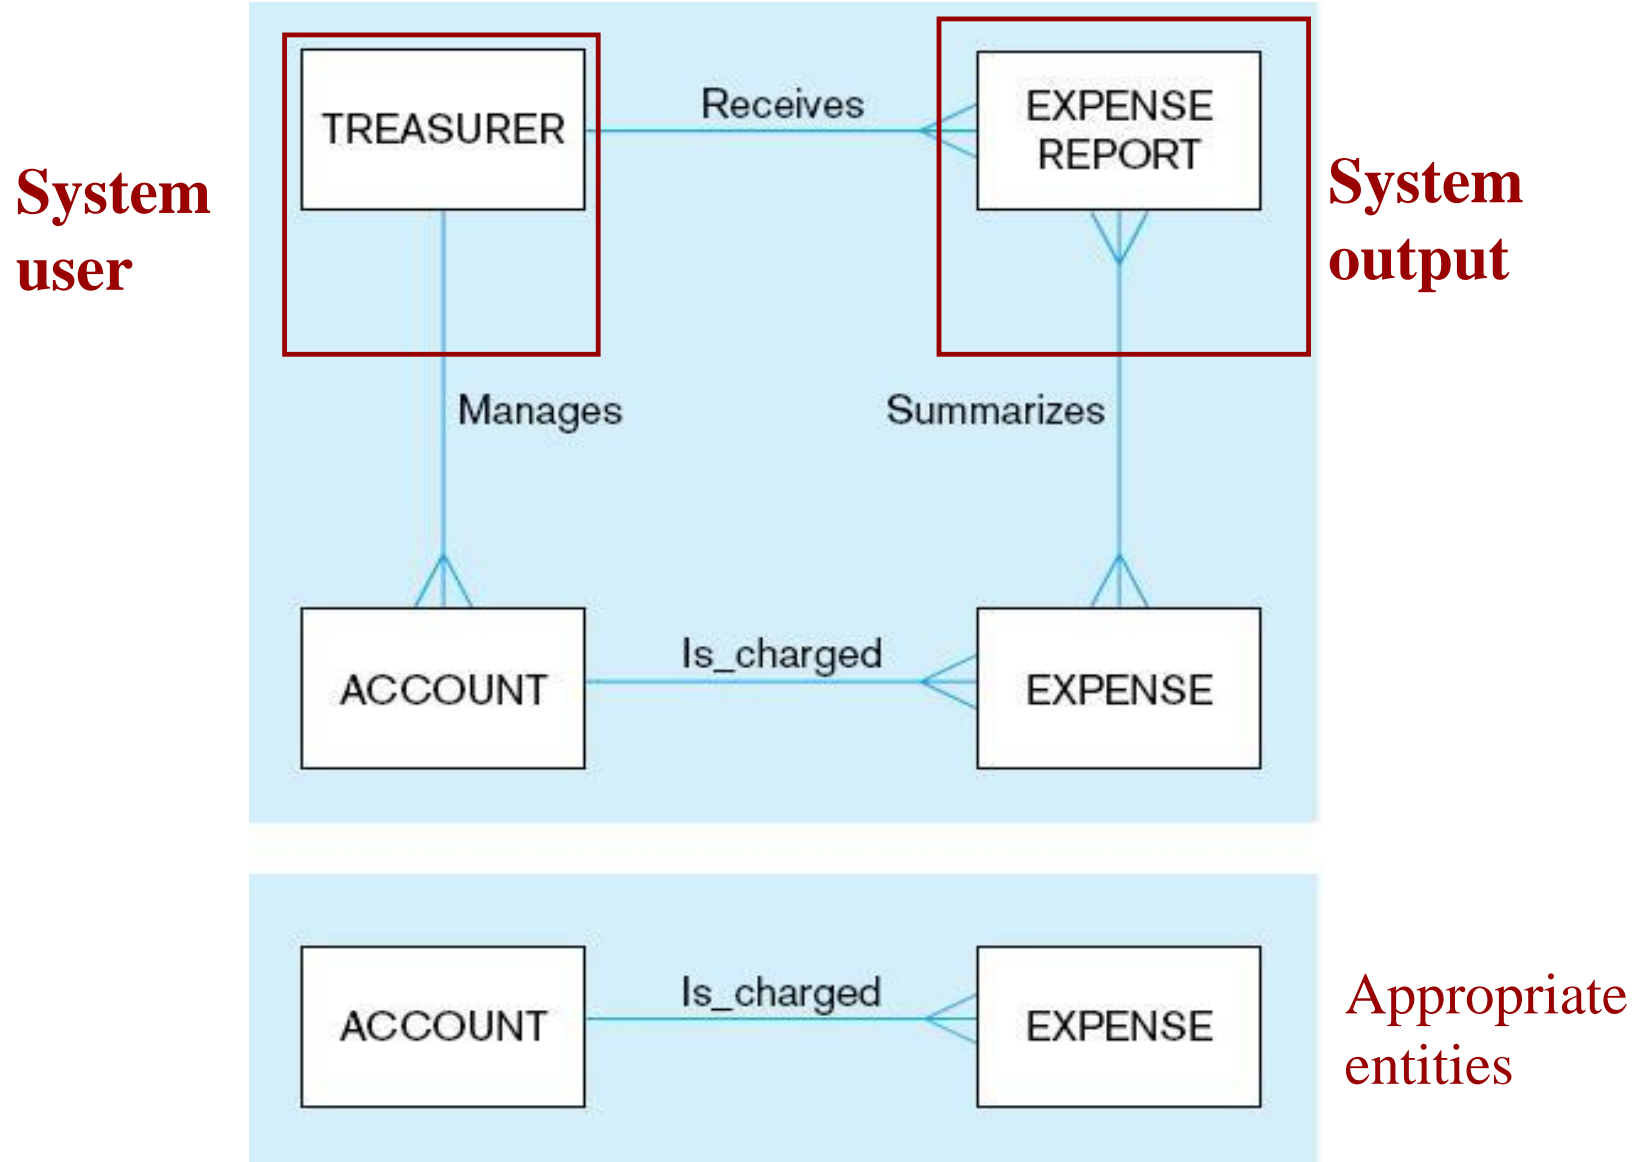 System
user
TREASURER
Receives
EXPENSE
REPORT
System
output
Manages
Summarizes
ACCOUNT
Is_charged
EXPENSE
ACCOUNT
Is_charged
EXPENSE
Appropriate
entities